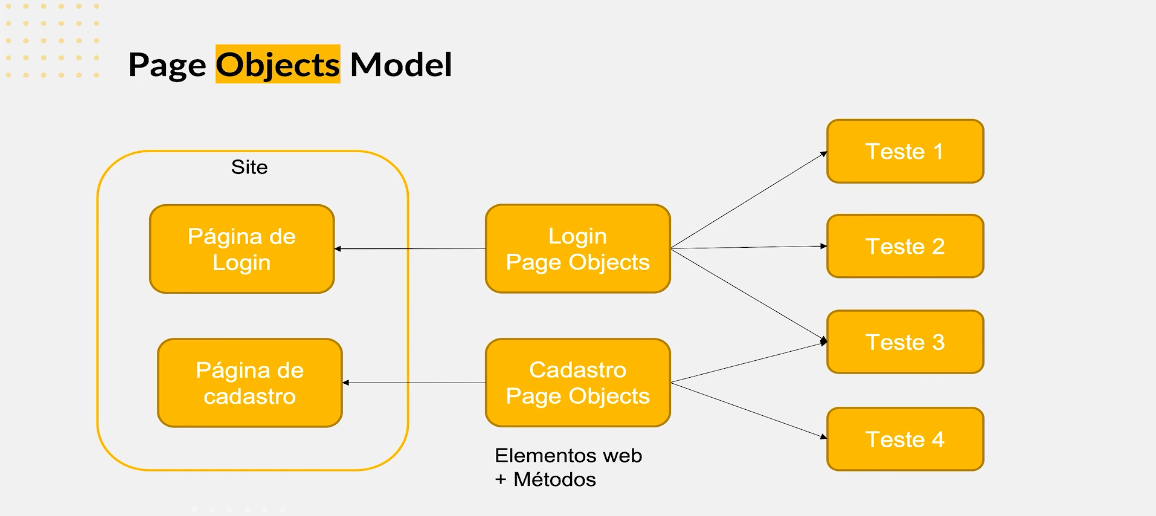 Page Objects Model
Site
Página de
Login
Página de
cadastro
Login
Page Objects
Cadastro
Page Objects
Elementos web
+ Métodos
Teste 1
Teste 2
Teste 3
Teste 4